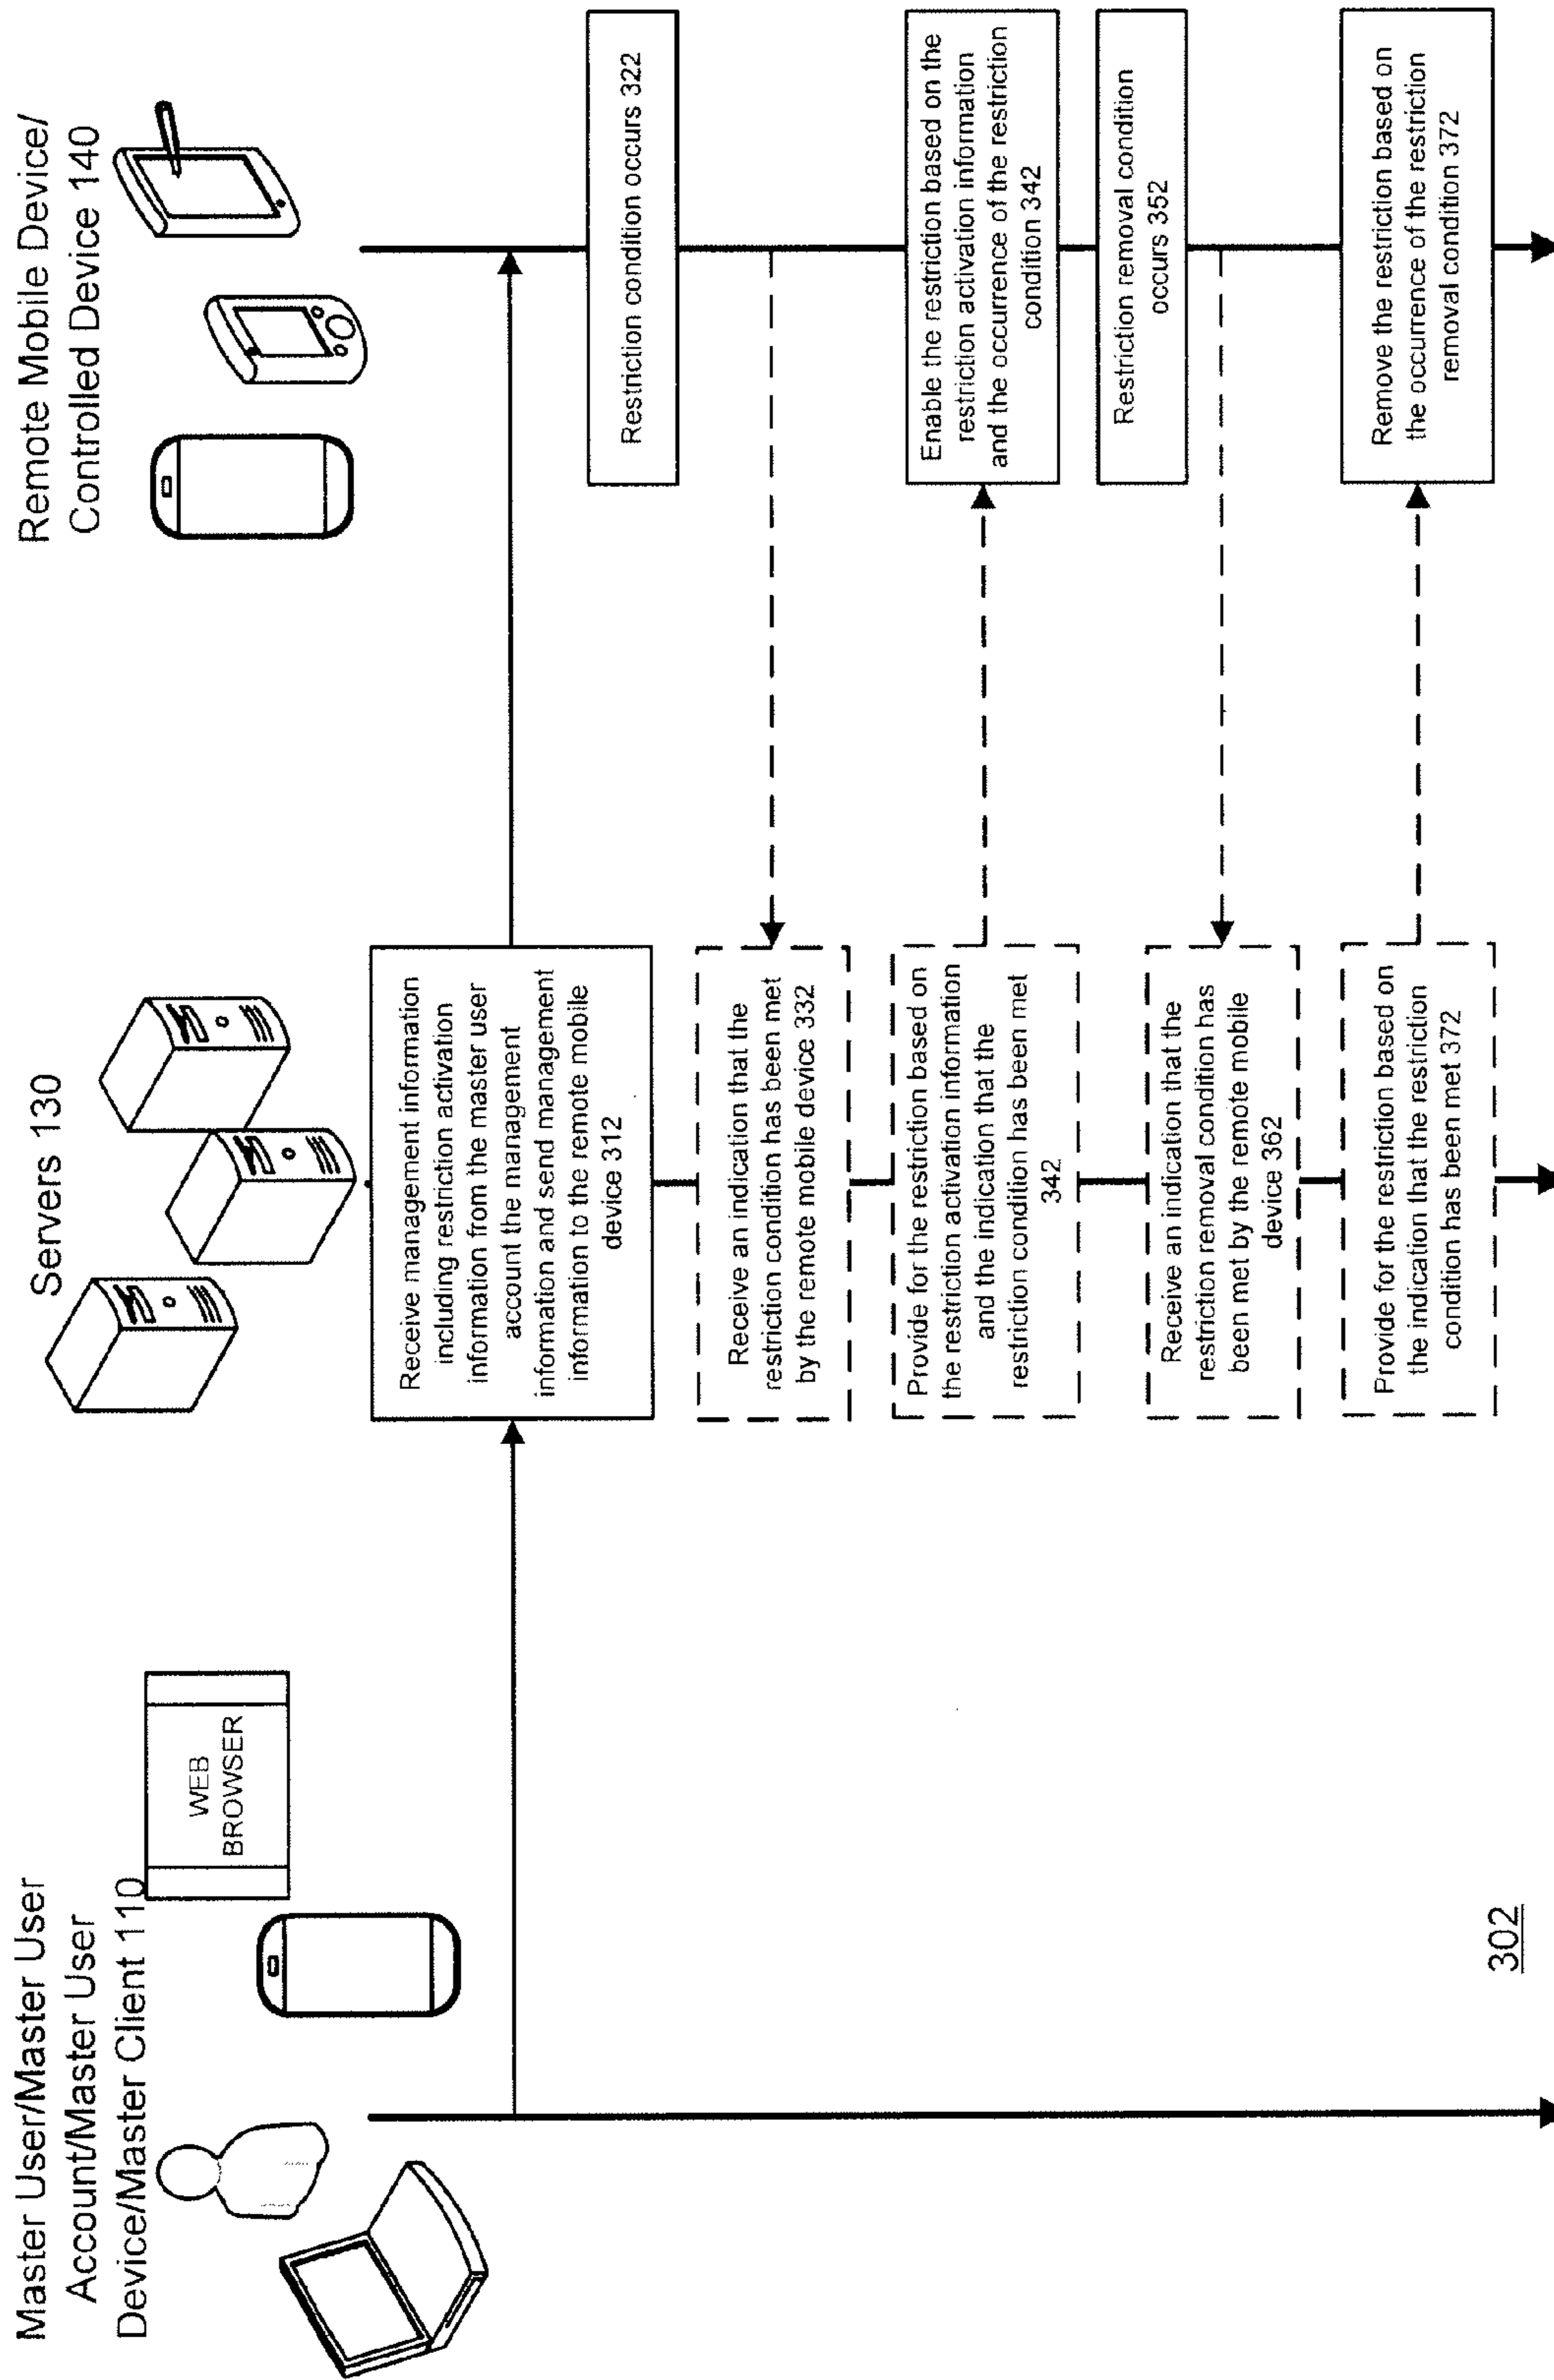 Master User/Master User
Account/Master User
Device/Master Client 110
WEB
BROWSER
Servers 130
Remote Mobile Device/
Controlled Device 140
Receive management information
including restriction activation
information from the master user
account the management
information and send management
information to the remote mobile
device 312
Restriction condition occurs 322
Receive an indication that the
restriction condition has been met
by the remote mobile device 332
Provide for the restriction based on
the restriction activation information
and the indication that the
restriction condition has been met
342
Enable the restriction based on the
restriction activation information
and the occurrence of the restriction
condition 342
Restriction removal condition
occurs 352
Receive an indication that the
restriction removal condition has
been met by the remote mobile
device 362
Provide for the restriction based on
the indication that the restriction
condition has been met 372
Remove the restriction based on
the occurrence of the restriction
removal condition 372
302